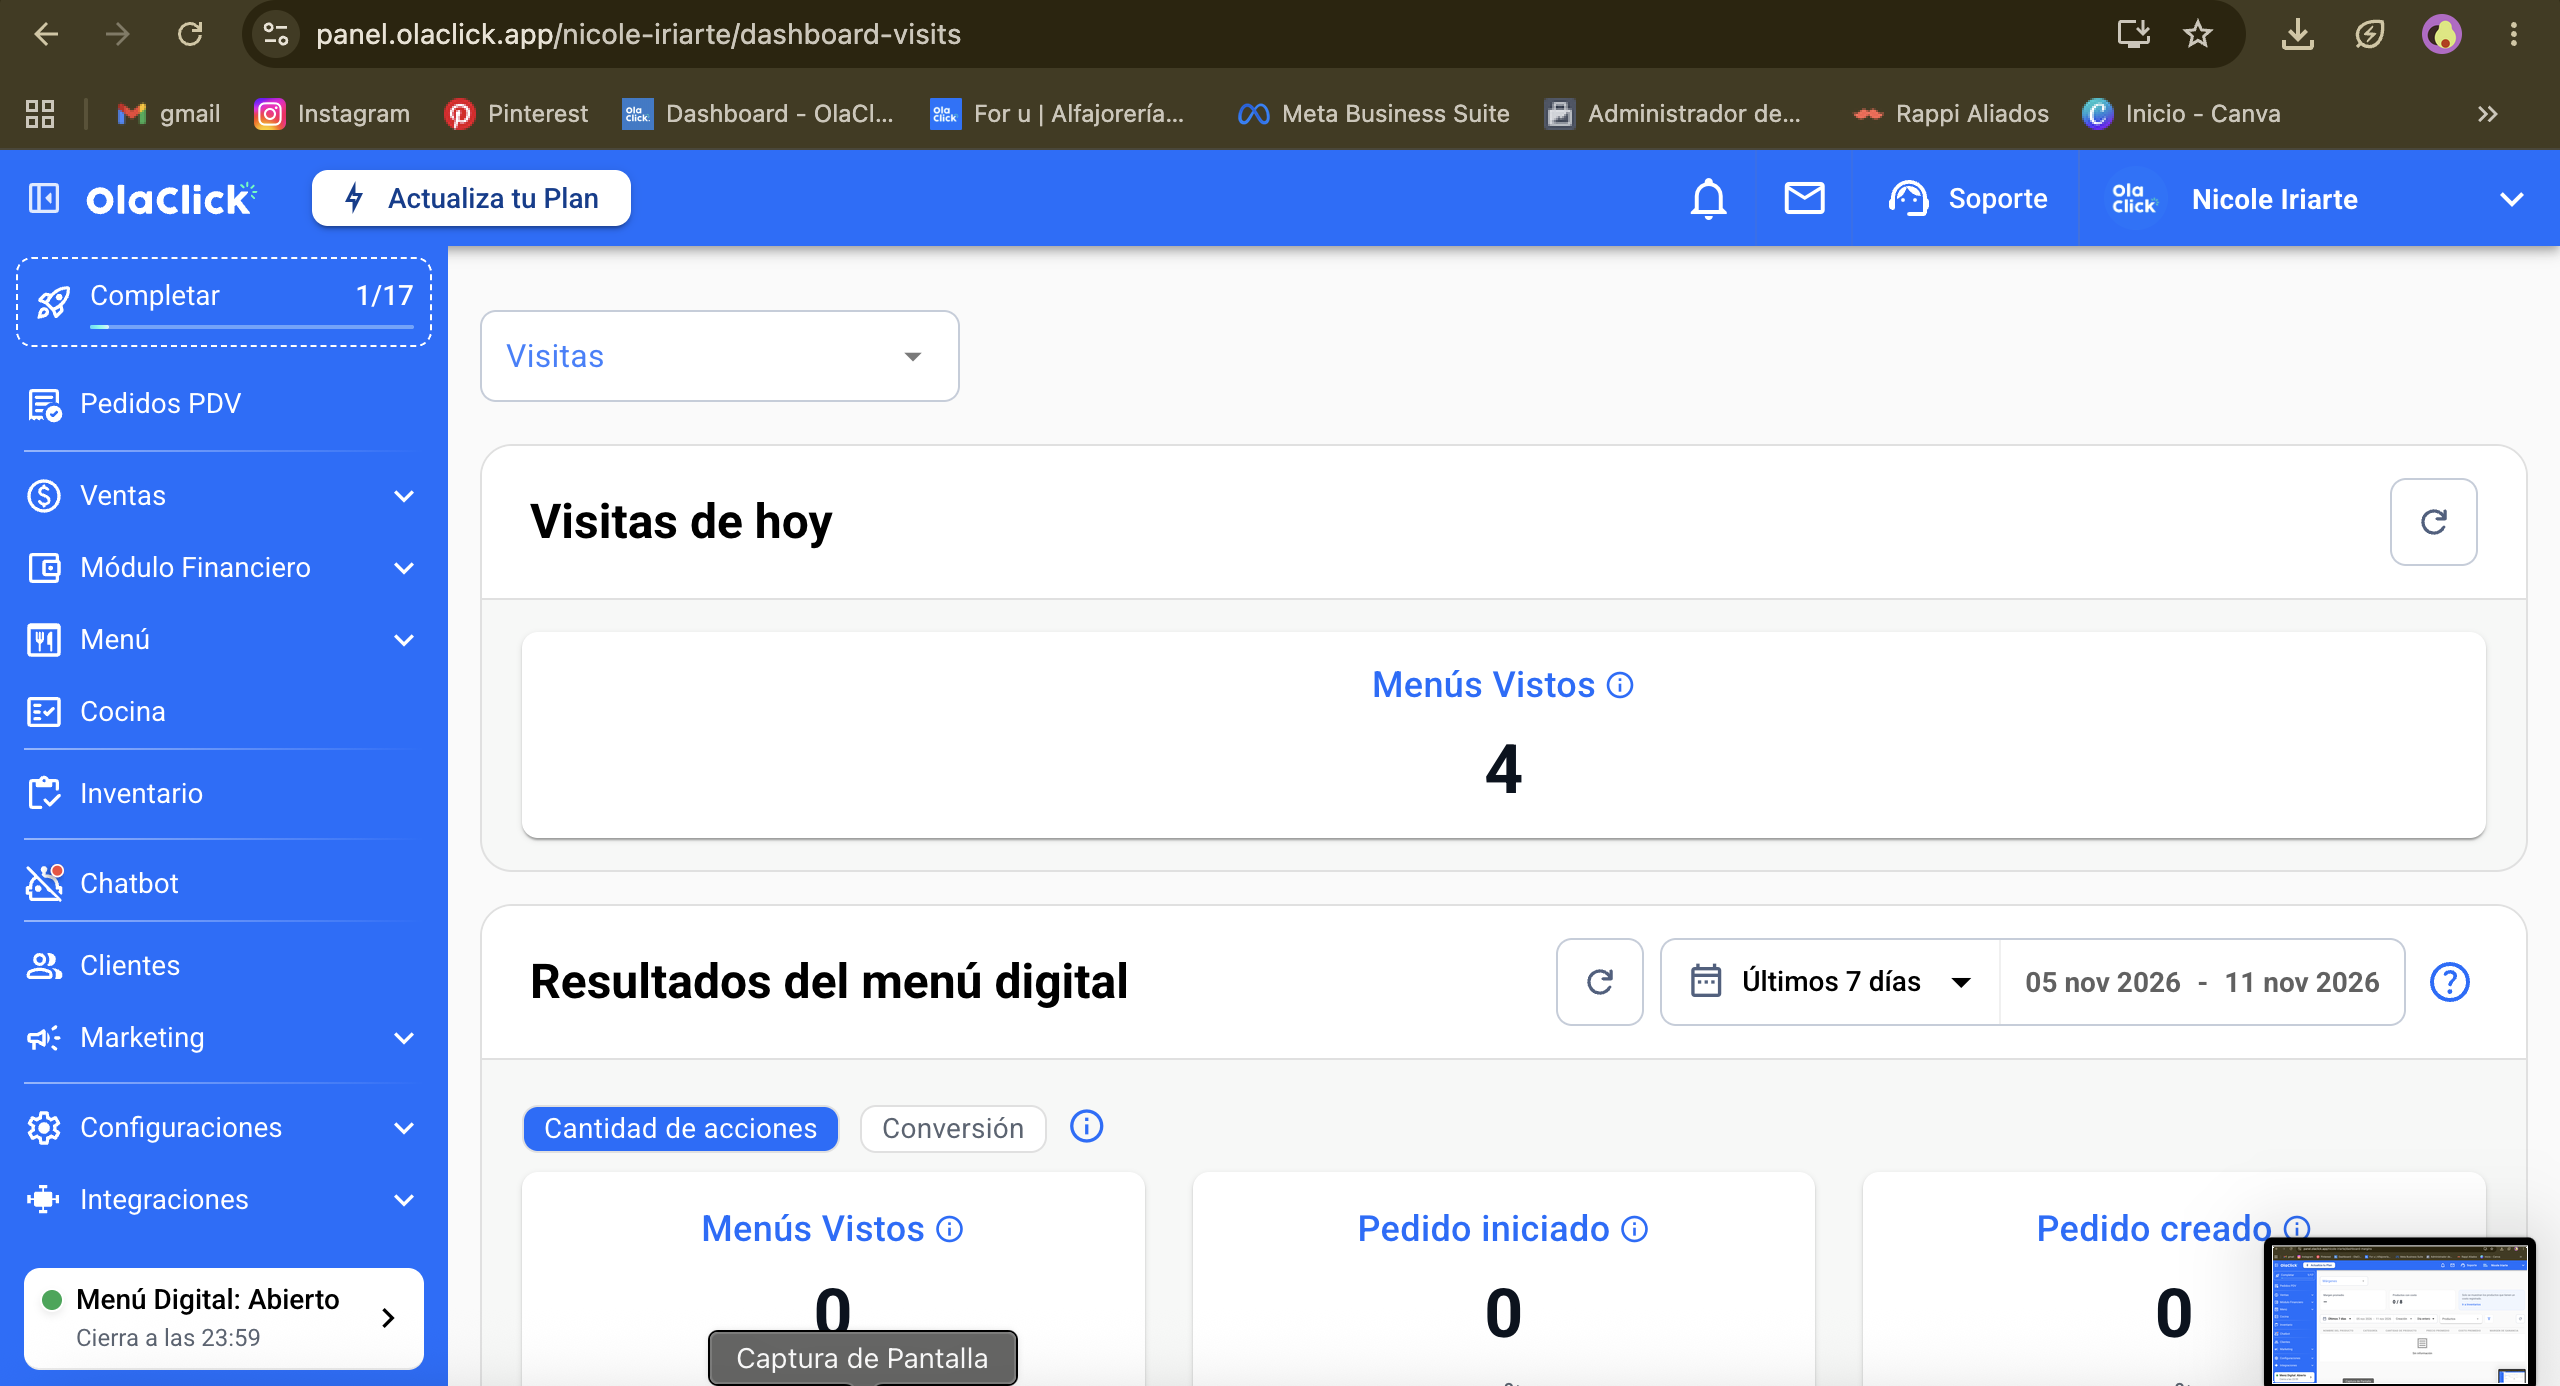 panel.olaclick.app/nicole-iriarte/dashboard-visits
gmail
Instagram
Pinterest
Dashboard - OlaCl...
For u | Alfajorería...
Meta Business Suite
Administrador de...
Rappi Aliados
Inicio - Canva
olaclick
Actualiza tu Plan
Soporte
Ola Click
Nicole Iriarte
Completar 1/17
Pedidos PDV
Ventas
Módulo Financiero
Menú
Cocina
Inventario
Chatbot
Clientes
Marketing
Configuraciones
Integraciones
Menú Digital: Abierto
Cierra a las 23:59
Visitas
Visitas de hoy
Menús Vistos
4
Resultados del menú digital
Últimos 7 días
05 nov 2026 - 11 nov 2026
Cantidad de acciones
Conversión
Menús Vistos
0
Pedido iniciado
0
Pedido creado
0
Captura de Pantalla